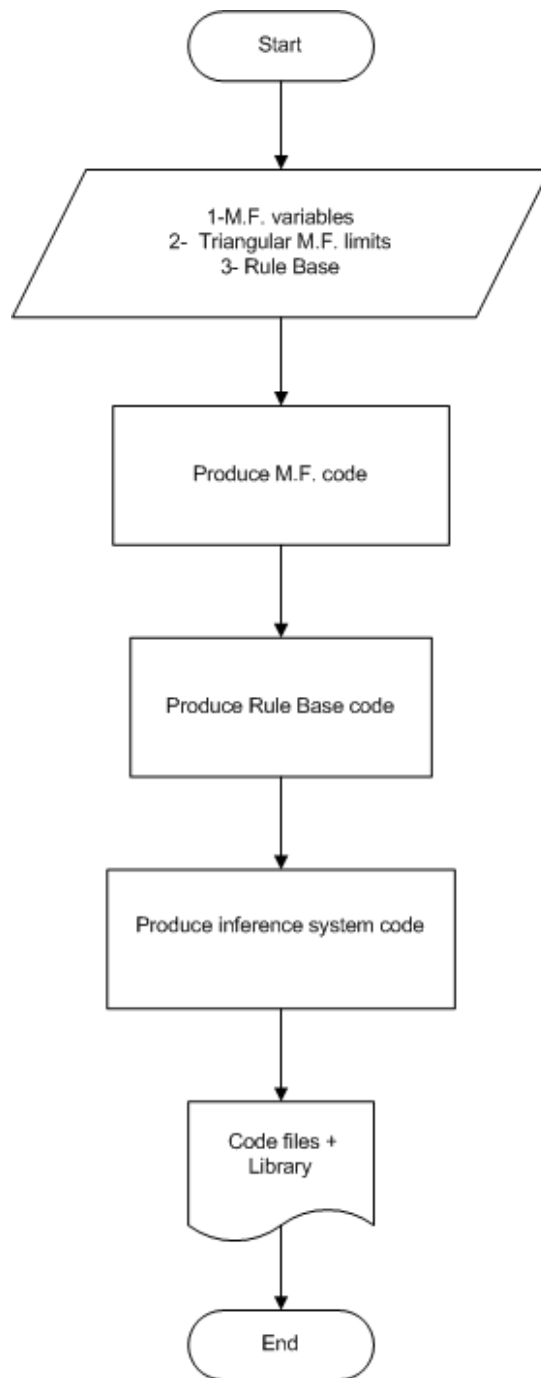 Start
1-M.F. variables
2-  Triangular M.F. limits
3- Rule Base
Produce M.F. code
Produce Rule Base code
Produce inference system code
Code files +
Library
End